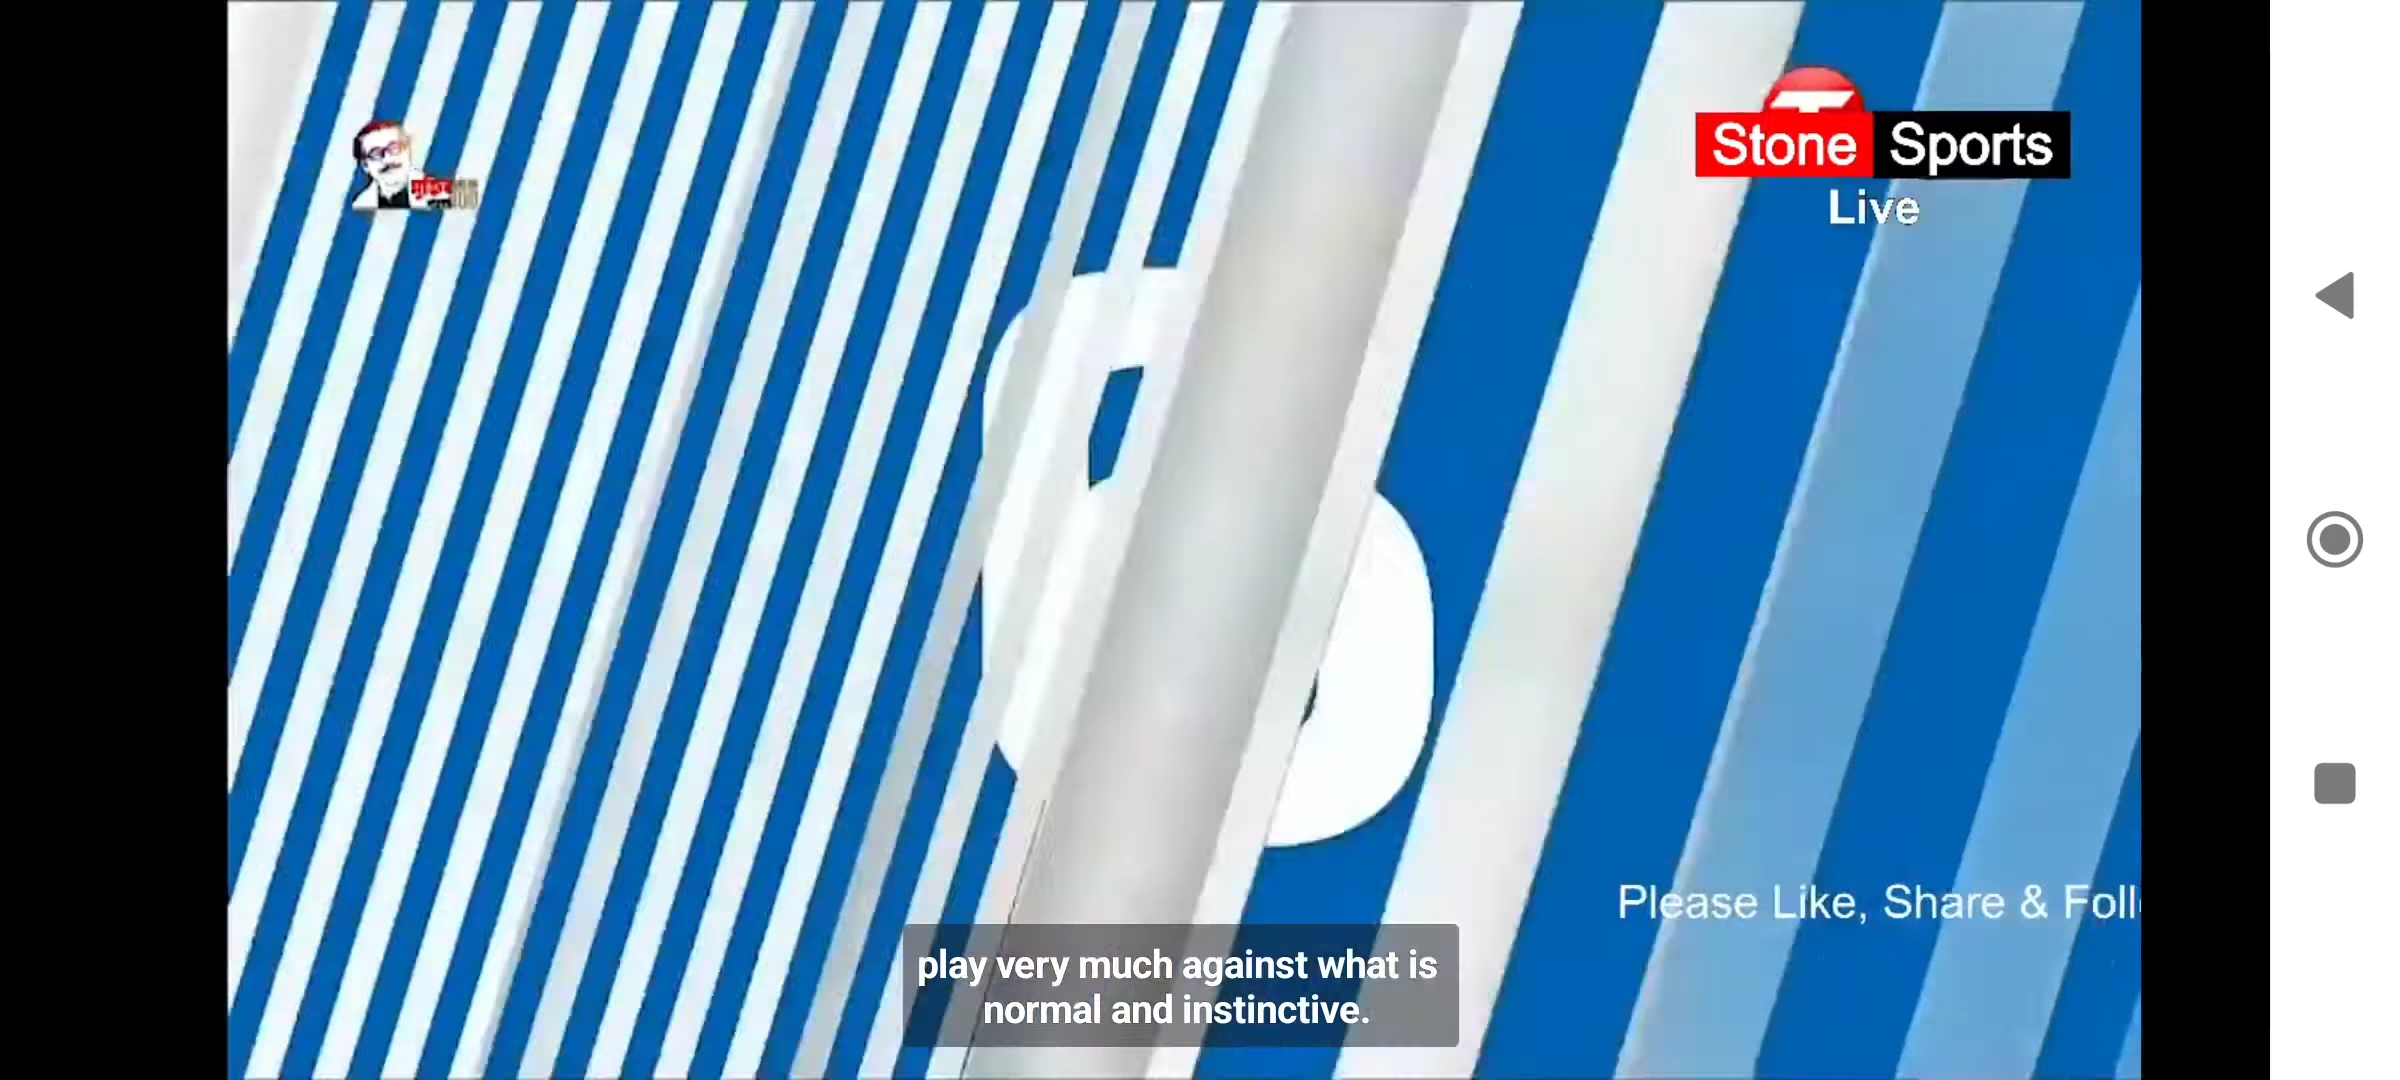 Stone Sports
Live
Please Like, Share & Foll
play very much against what is
normal and instinctive.